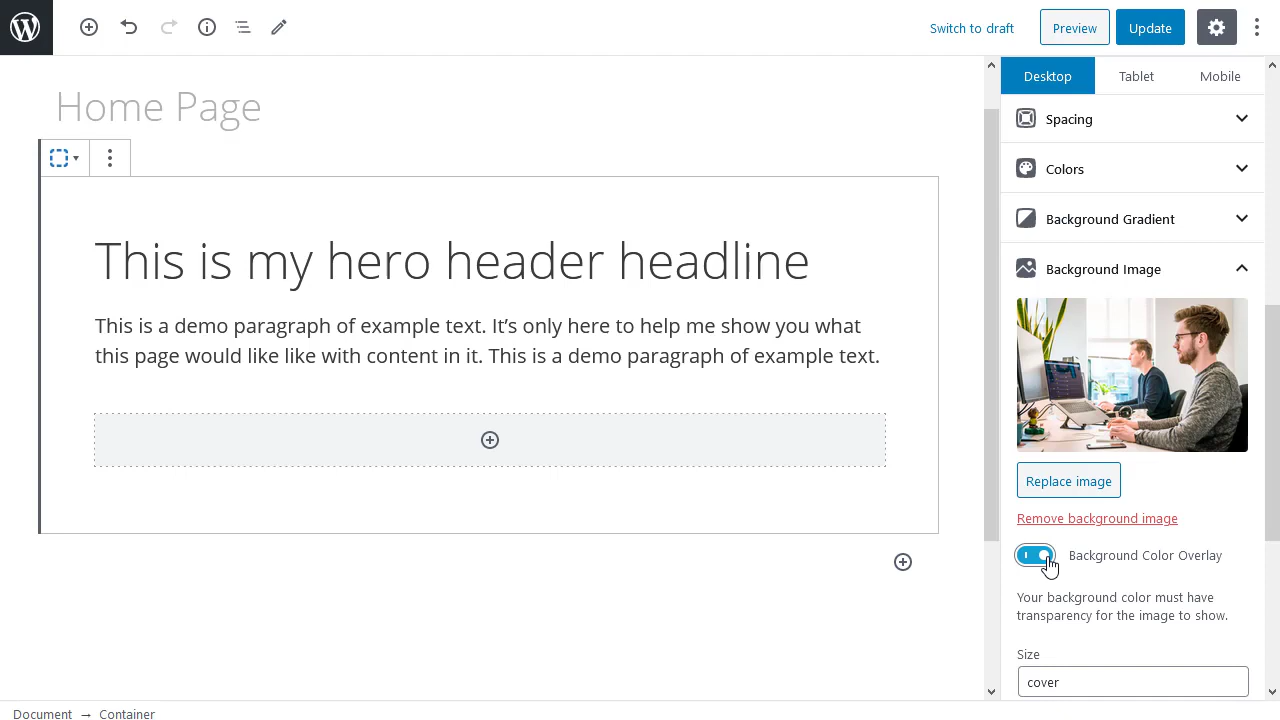 Switch to draft
Preview
Update
Home Page
This is my hero header headline
This is a demo paragraph of example text. It’s only here to help me show you what
this page would like like with content in it. This is a demo paragraph of example text.
Desktop
Tablet
Mobile
Spacing
Colors
Background Gradient
Background Image
Replace image
Remove background image
Background Color Overlay
Your background color must have
transparency for the image to show.
Size
cover
Document → Container